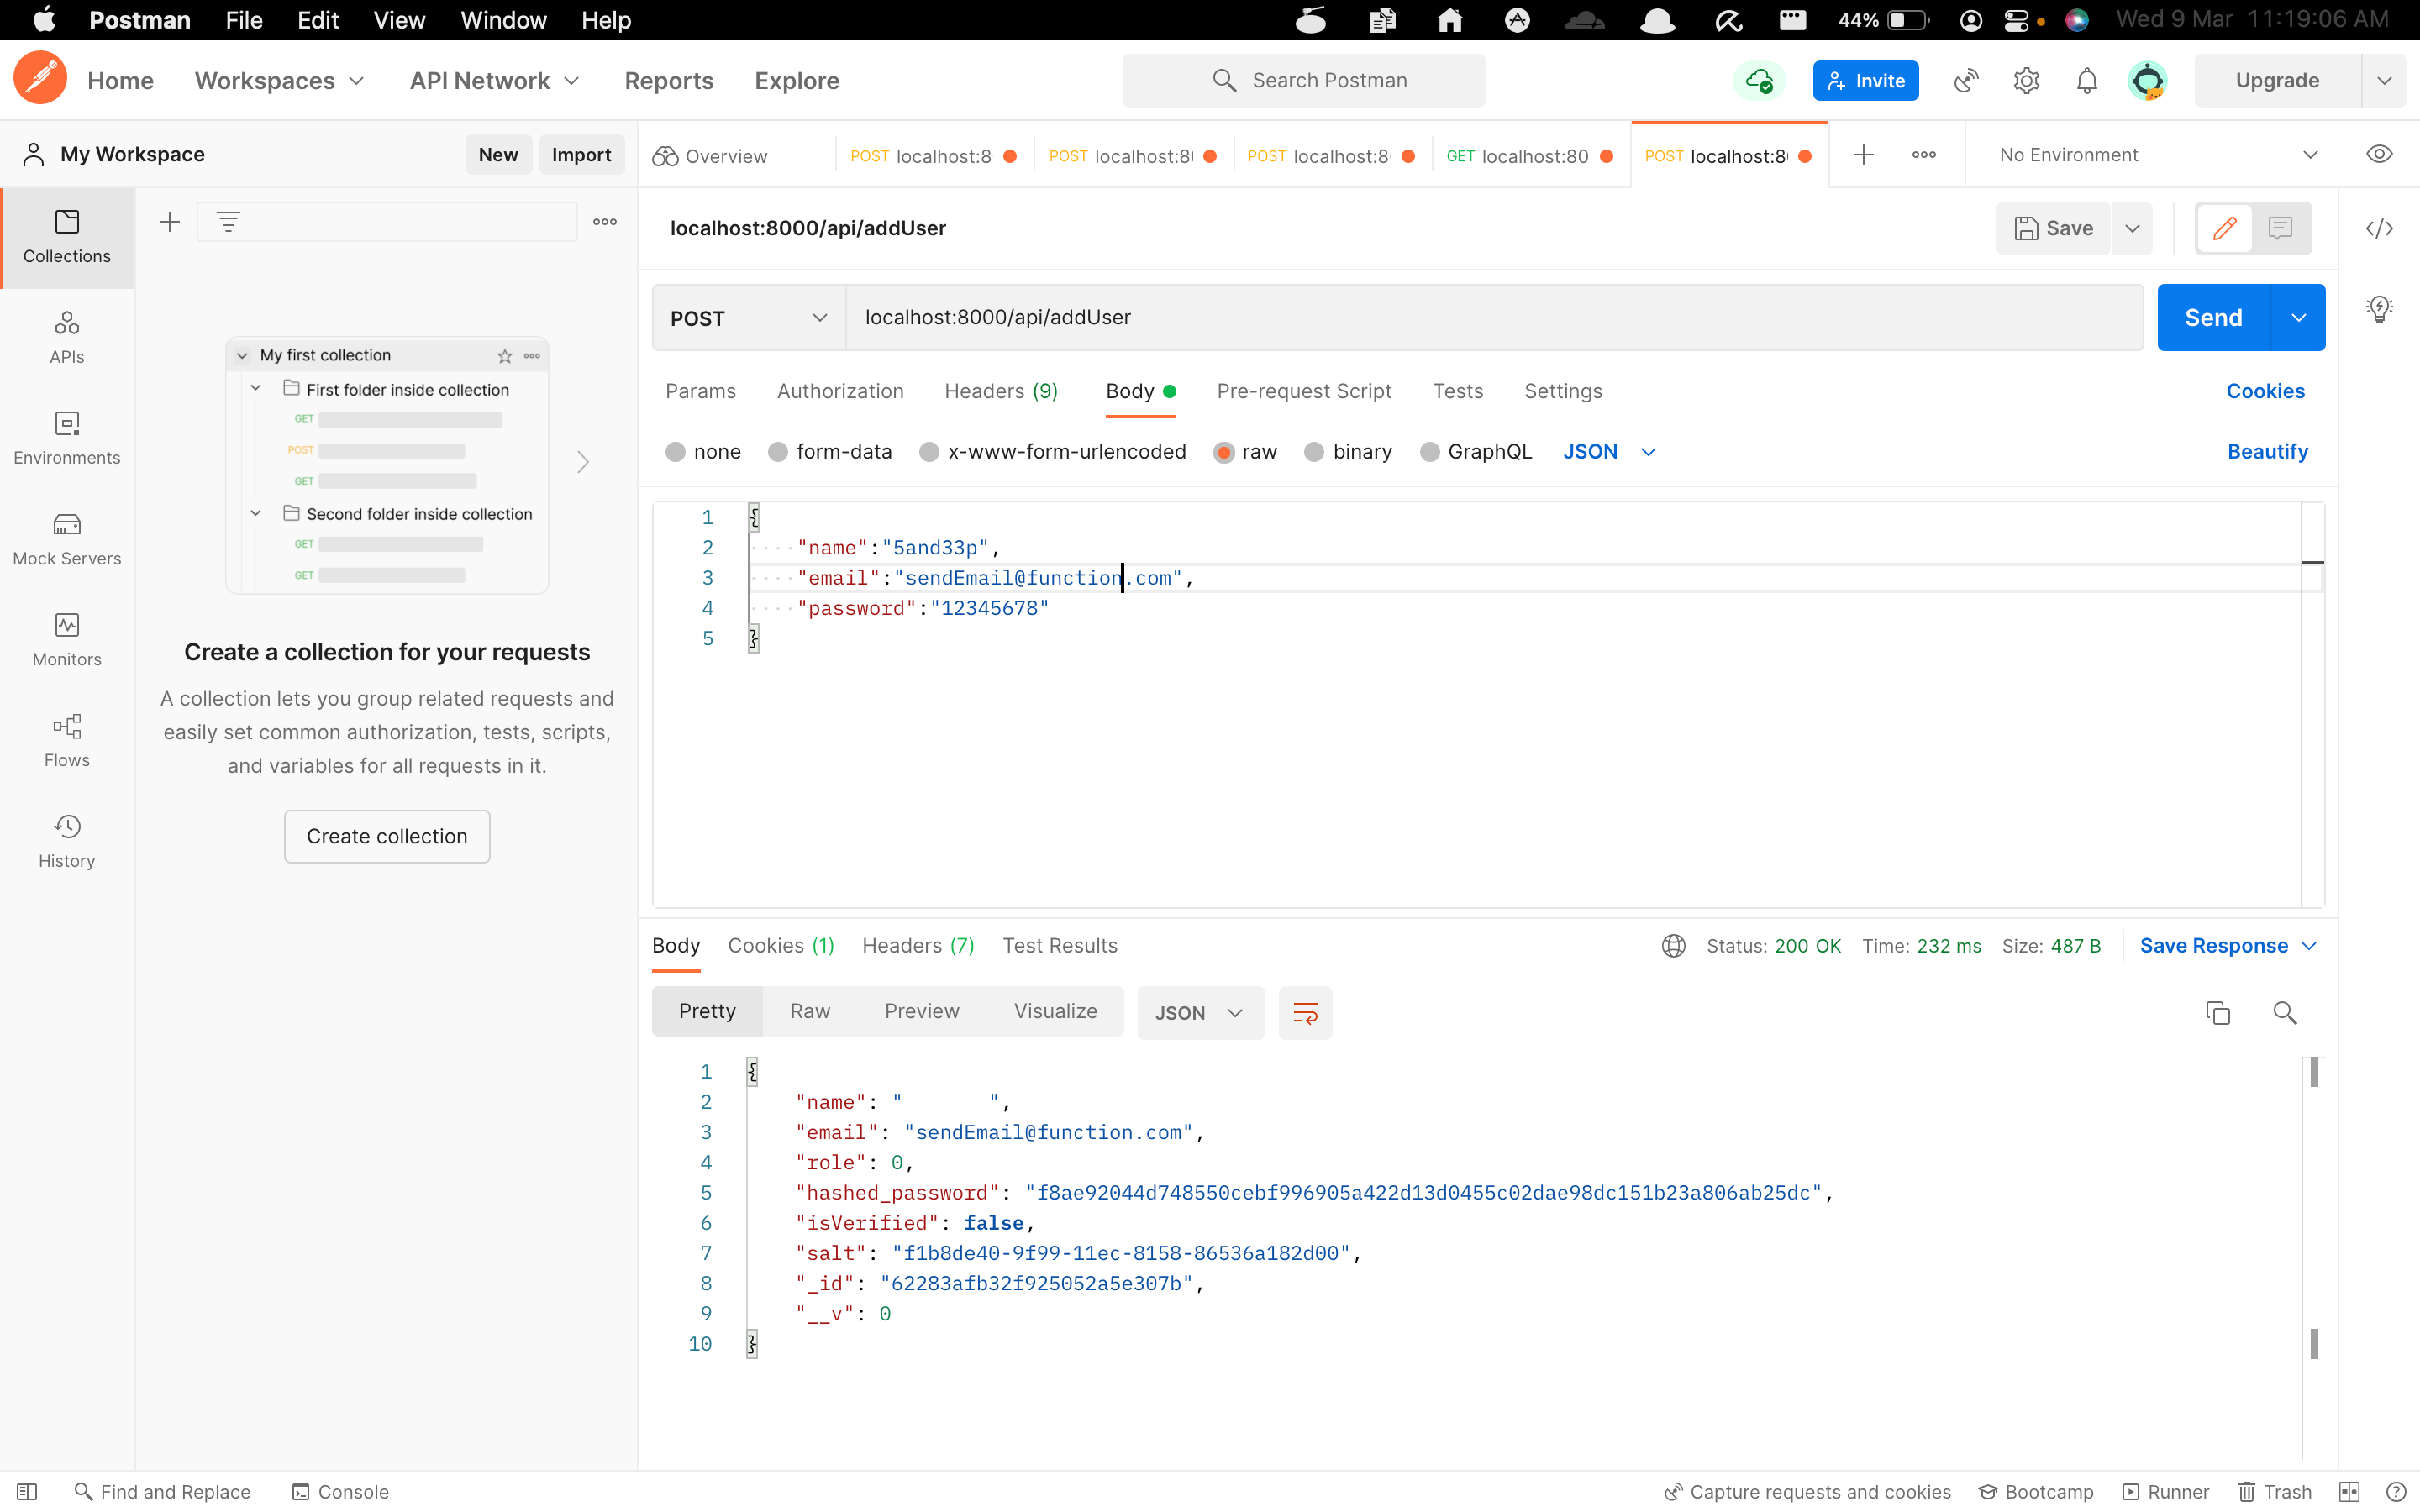 Postman File Edit View Window Help 44% Wed 9 Mar 11:19:06 AM
Home Workspaces API Network Reports Explore Search Postman Invite Upgrade
My Workspace New Import Overview POST localhost:8 POST localhost:8 POST localhost:8 GET localhost:80 POST localhost:8 No Environment
Collections
APIs
Environments
Mock Servers
Monitors
Flows
History
My first collection
First folder inside collection
GET
POST
GET
Second folder inside collection
GET
GET
Create a collection for your requests
A collection lets you group related requests and
easily set common authorization, tests, scripts,
and variables for all requests in it.
Create collection
localhost:8000/api/addUser Save
POST localhost:8000/api/addUser Send
Params Authorization Headers (9) Body Pre-request Script Tests Settings Cookies
none form-data x-www-form-urlencoded raw binary GraphQL JSON Beautify
1 {
2 "name":"5and33p",
3 "email":"sendEmail@function.com",
4 "password":"12345678"
5 }
Body Cookies (1) Headers (7) Test Results Status: 200 OK Time: 232 ms Size: 487 B Save Response
Pretty Raw Preview Visualize JSON
1 {
2 "name": " ",
3 "email": "sendEmail@function.com",
4 "role": 0,
5 "hashed_password": "f8ae92044d748550cebf996905a422d13d0455c02dae98dc151b23a806ab25dc",
6 "isVerified": false,
7 "salt": "f1b8de40-9f99-11ec-8158-86536a182d00",
8 "_id": "62283afb32f925052a5e307b",
9 "__v": 0
10 }
Find and Replace Console Capture requests and cookies Bootcamp Runner Trash